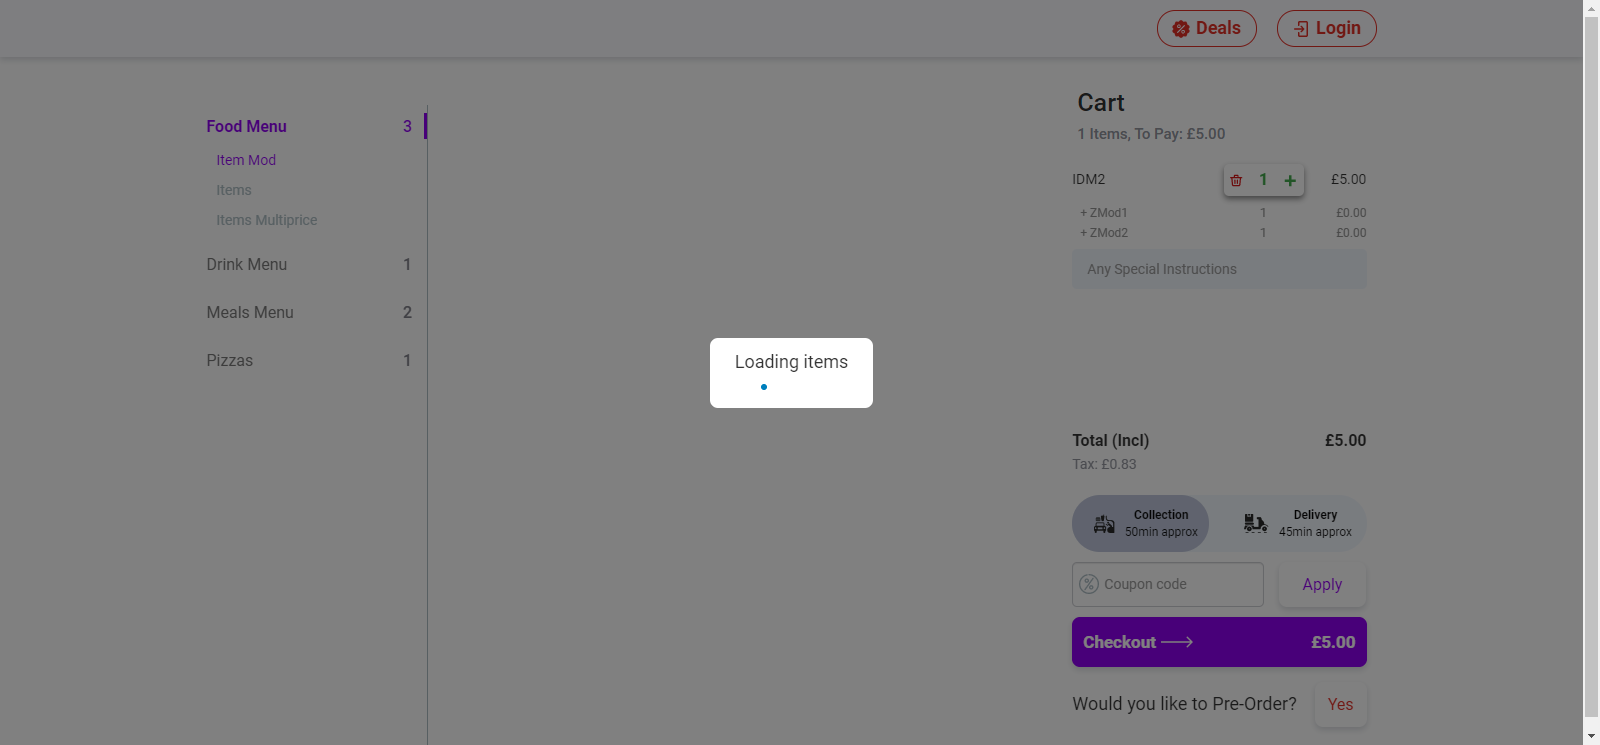 Deals
Login
Food Menu 3
Item Mod
Items
Items Multiprice
Drink Menu 1
Meals Menu 2
Pizzas 1
Loading items
Cart
1 Items, To Pay: £5.00
IDM2 1 + £5.00
+ ZMod1 1 £0.00
+ ZMod2 1 £0.00
Any Special Instructions
Total (Incl) £5.00
Tax: £0.83
Collection
50min approx
Delivery
45min approx
Coupon code
Apply
Checkout £5.00
Would you like to Pre-Order? Yes